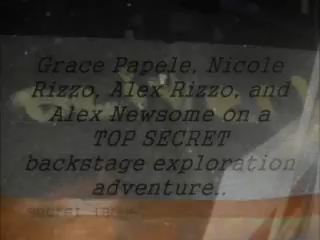 Grace Papele, Nicole
Rizzo, Alex Rizzo, and
Alex Newsome on a
TOP SECRET
backstage exploration
adventure..